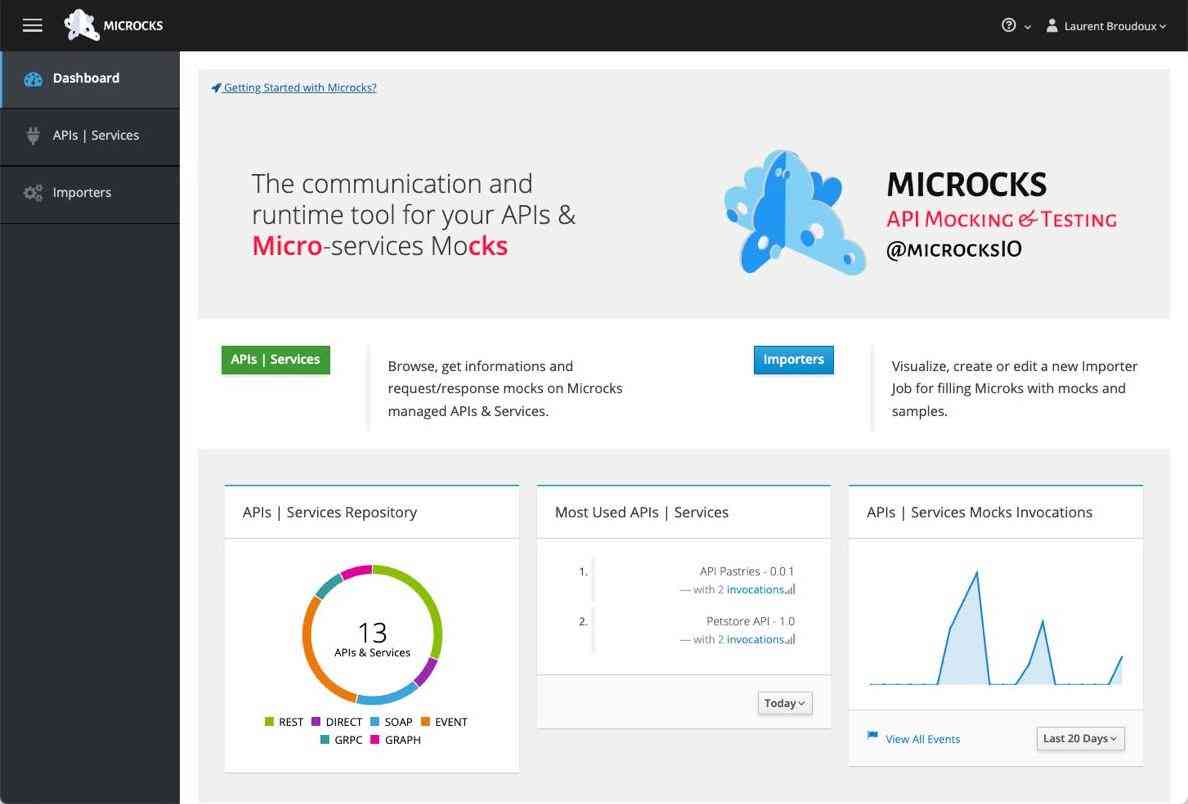 MICROCKS
Laurent Broudoux
Dashboard
APIs | Services
Importers
Getting Started with Microcks?
The communication and
runtime tool for your APIs &
Micro-services Mocks
MICROCKS
API MOCKING & TESTING
@MICROCKSIO
APIs | Services
Browse, get informations and
request/response mocks on Microcks
managed APIs & Services.
Importers
Visualize, create or edit a new Importer
Job for filling Microks with mocks and
samples.
APIs | Services Repository
13
APIs & Services
REST DIRECT SOAP EVENT
GRPC GRAPH
Most Used APIs | Services
1. API Pastries - 0.0.1
— with 2 invocations
2. Petstore API - 1.0
— with 2 invocations
Today
APIs | Services Mocks Invocations
View All Events
Last 20 Days